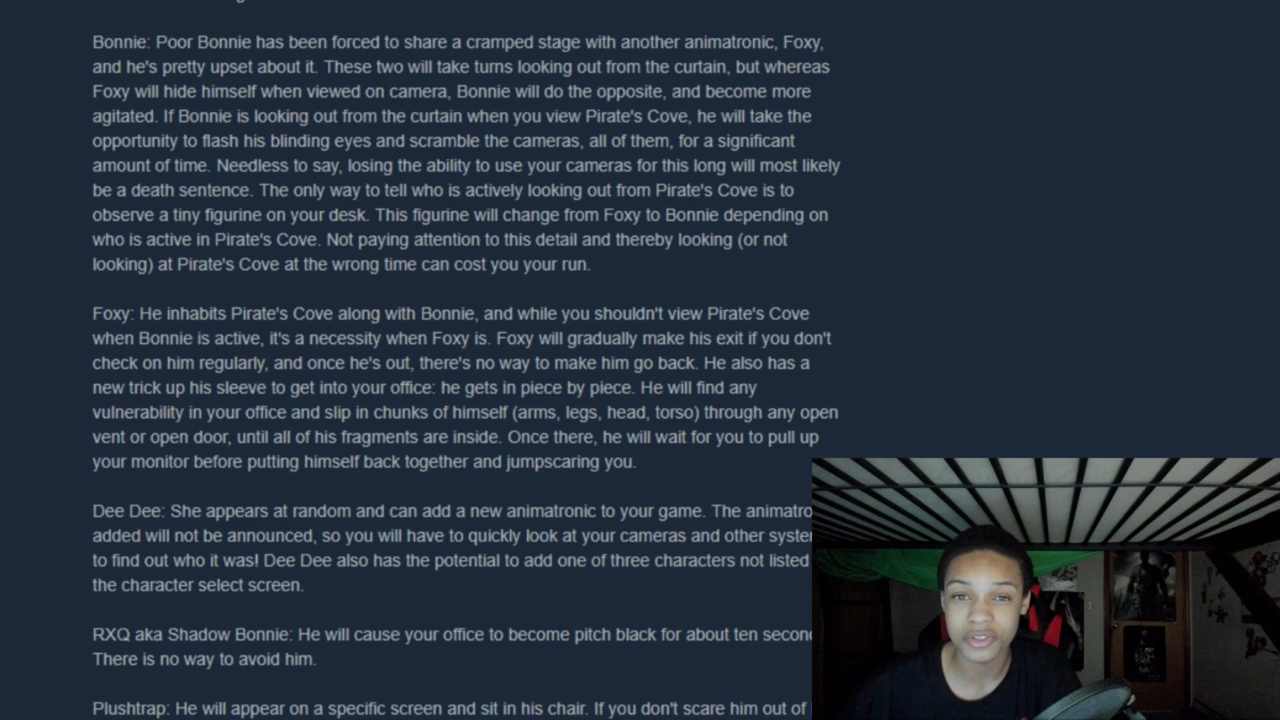 Bonnie: Poor Bonnie has been forced to share a cramped stage with another animatronic, Foxy,
and he's pretty upset about it. These two will take turns looking out from the curtain, but whereas
Foxy will hide himself when viewed on camera, Bonnie will do the opposite, and become more
agitated. If Bonnie is looking out from the curtain when you view Pirate's Cove, he will take the
opportunity to flash his blinding eyes and scramble the cameras, all of them, for a significant
amount of time. Needless to say, losing the ability to use your cameras for this long will most likely
be a death sentence. The only way to tell who is actively looking out from Pirate's Cove is to
observe a tiny figurine on your desk. This figurine will change from Foxy to Bonnie depending on
who is active in Pirate's Cove. Not paying attention to this detail and thereby looking (or not
looking) at Pirate's Cove at the wrong time can cost you your run.
Foxy: He inhabits Pirate's Cove along with Bonnie, and while you shouldn't view Pirate's Cove
when Bonnie is active, it's a necessity when Foxy is. Foxy will gradually make his exit if you don't
check on him regularly, and once he's out, there's no way to make him go back. He also has a
new trick up his sleeve to get into your office: he gets in piece by piece. He will find any
vulnerability in your office and slip in chunks of himself (arms, legs, head, torso) through any open
vent or open door, until all of his fragments are inside. Once there, he will wait for you to pull up
your monitor before putting himself back together and jumpscaring you.
Dee Dee: She appears at random and can add a new animatronic to your game. The animatro
added will not be announced, so you will have to quickly look at your cameras and other syste
to find out who it was! Dee Dee also has the potential to add one of three characters not listed
the character select screen.
RXQ aka Shadow Bonnie: He will cause your office to become pitch black for about ten secon
There is no way to avoid him.
Plushtrap: He will appear on a specific screen and sit in his chair. If you don't scare him out of